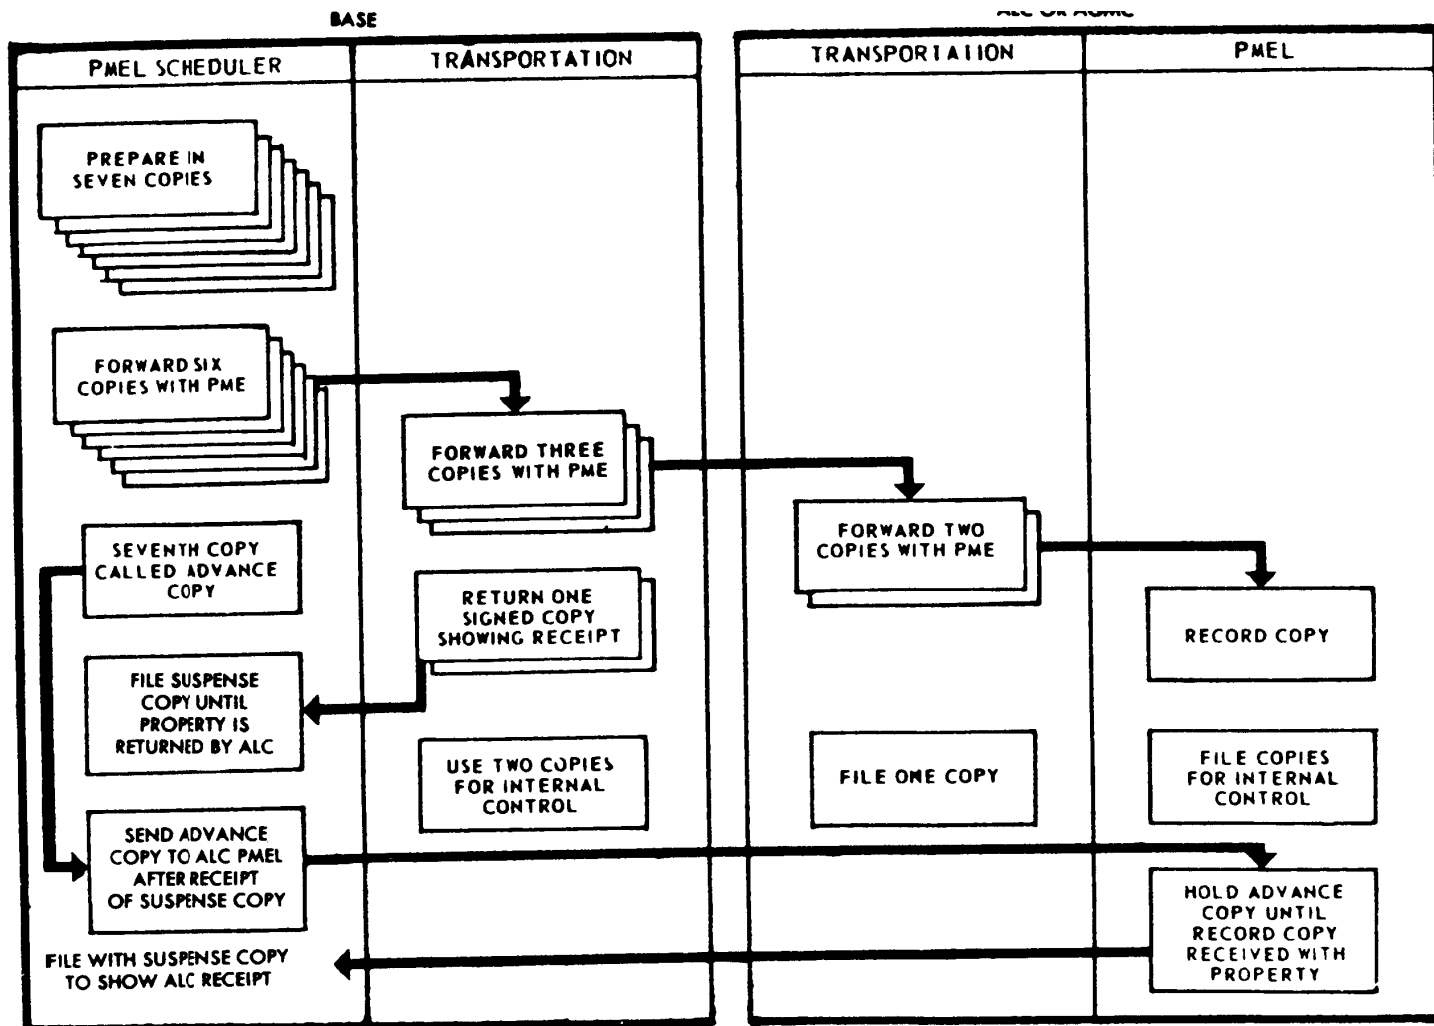 BASE
ALC OR AGMC
PMEL SCHEDULER
TRANSPORTATION
TRANSPORTATION
PMEL
PREPARE IN
SEVEN COPIES
FORWARD SIX
COPIES WITH PME
FORWARD THREE
COPIES WITH PME
FORWARD TWO
COPIES WITH PME
SEVENTH COPY
CALLED ADVANCE
COPY
RETURN ONE
SIGNED COPY
SHOWING RECEIPT
RECORD COPY
FILE SUSPENSE
COPY UNTIL
PROPERTY IS
RETURNED BY ALC
USE TWO COPIES
FOR INTERNAL
CONTROL
FILE ONE COPY
FILE COPIES
FOR INTERNAL
CONTROL
SEND ADVANCE
COPY TO ALC PMEL
AFTER RECEIPT
OF SUSPENSE COPY
HOLD ADVANCE
COPY UNTIL
RECORD COPY
RECEIVED WITH
PROPERTY
FILE WITH SUSPENSE COPY
TO SHOW ALC RECEIPT